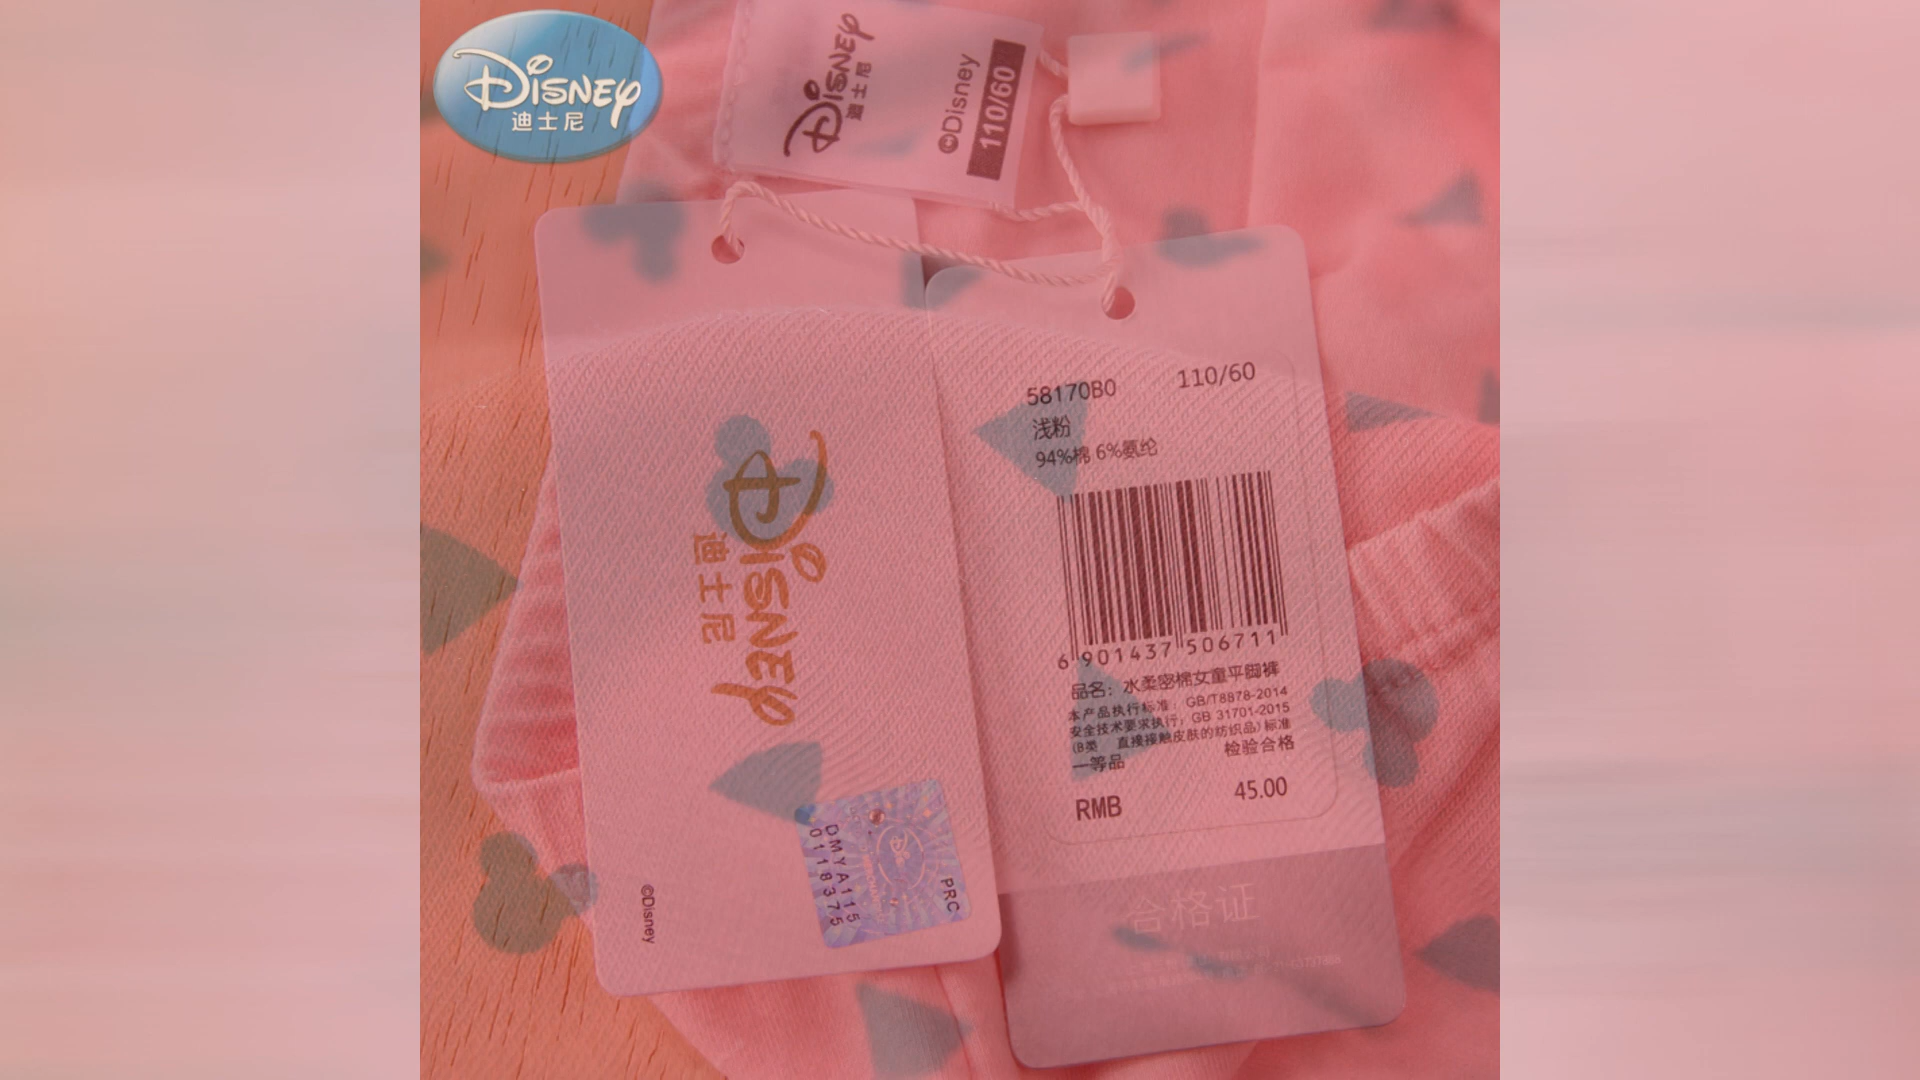 Disney
迪士尼
Disney
迪士尼
©Disney
110/60
Disney
迪士尼
©Disney
DMYA115
0118375
PRC
58170B0 110/60
浅粉
94%棉 6%氨纶
6 901437 506711
品名：水柔密棉女童平脚裤
本产品执行标准：GB/T8878-2014
安全技术要求执行：GB 31701-2015
(B类 直接接触皮肤的纺织品)标准
一等品 检验合格
RMB 45.00
合格证